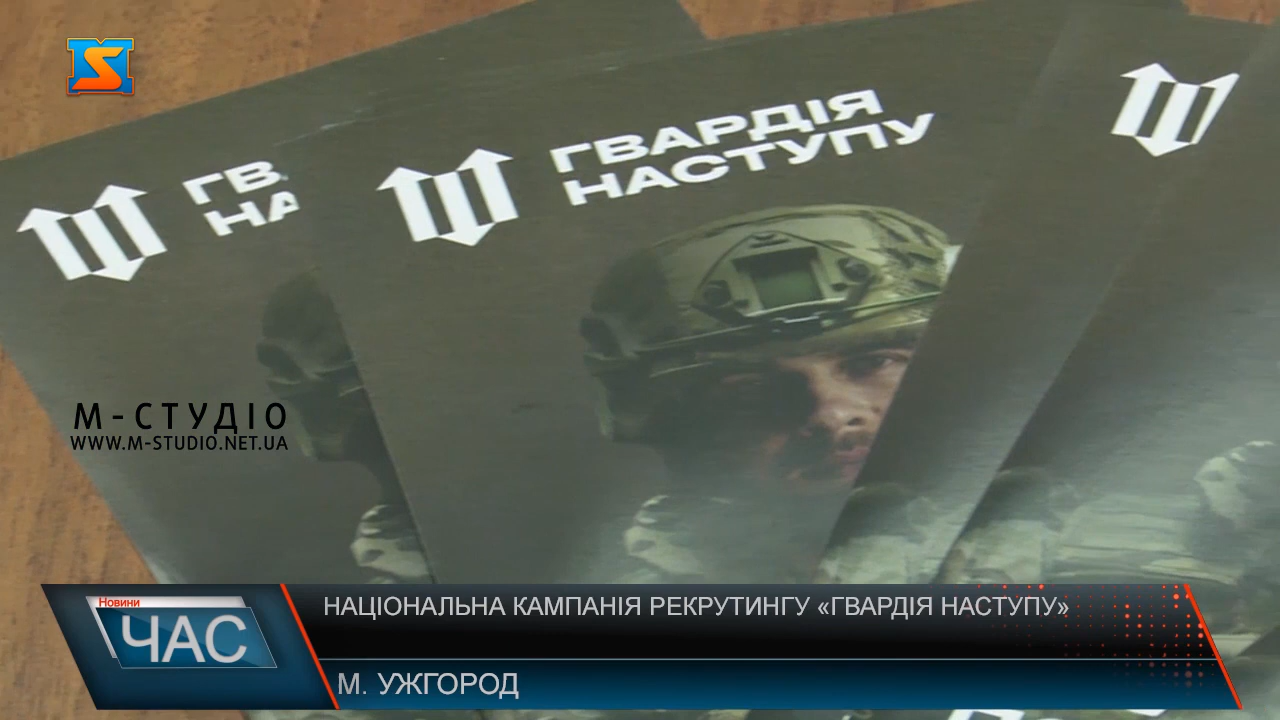 ГВАРДІЯ
НАСТУПУ
М-СТУДІО
WWW.M-STUDIO.NET.UA
Новини
ЧАС
НАЦІОНАЛЬНА КАМПАНІЯ РЕКРУТИНГУ «ГВАРДІЯ НАСТУПУ»
М. УЖГОРОД